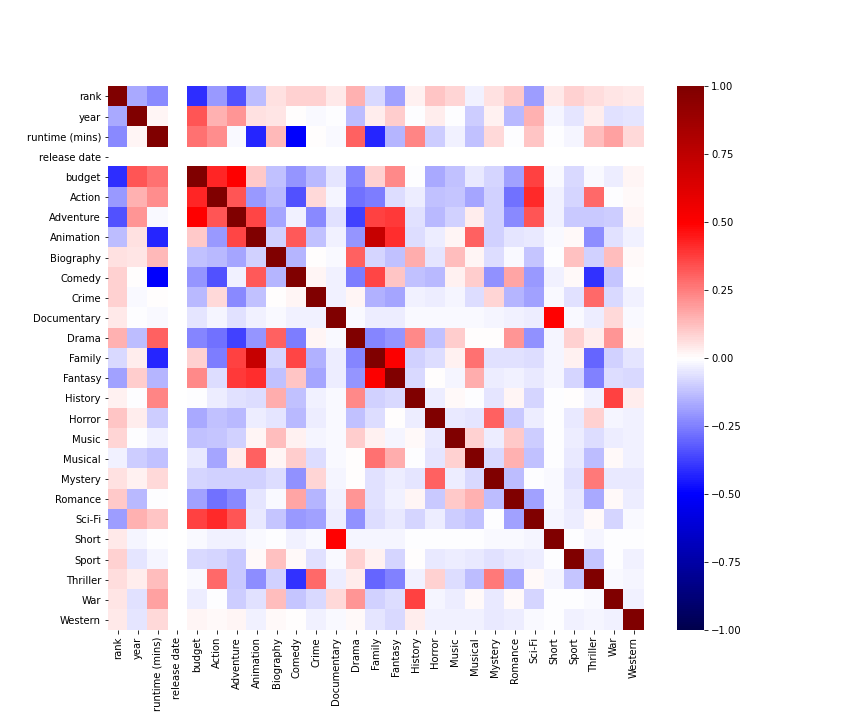 rank
year
runtime (mins)
release date
budget
Action
Adventure
Animation
Biography
Comedy
Crime
Documentary
Drama
Family
Fantasy
History
Horror
Music
Musical
Mystery
Romance
Sci-Fi
Short
Sport
Thriller
War
Western
rank
year
runtime (mins)
release date
budget
Action
Adventure
Animation
Biography
Comedy
Crime
Documentary
Drama
Family
Fantasy
History
Horror
Music
Musical
Mystery
Romance
Sci-Fi
Short
Sport
Thriller
War
Western
1.00
0.75
0.50
0.25
0.00
−0.25
−0.50
−0.75
−1.00